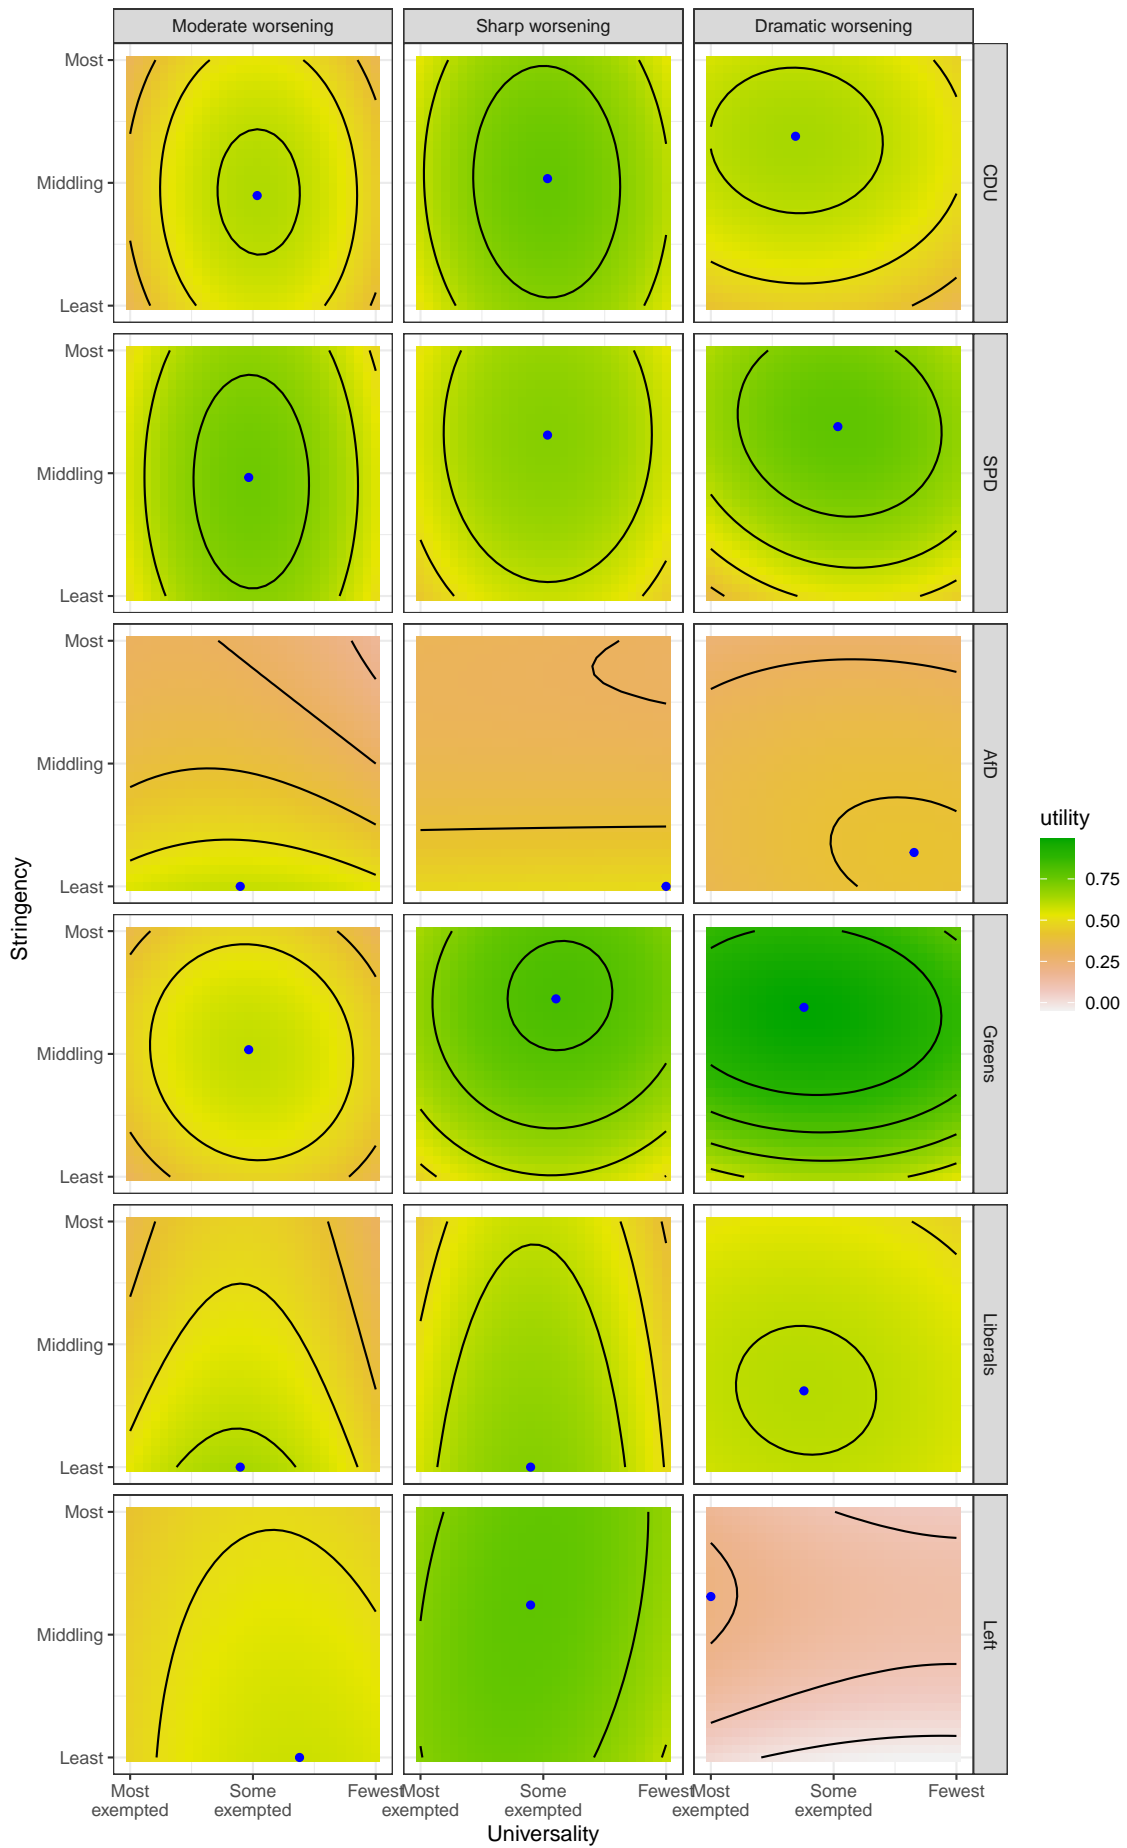 Moderate worsening
Sharp worsening
Dramatic worsening
Most
Middling
Least
CDU
Most
Middling
Least
SPD
Most
Middling
Least
AfD
Most
Middling
Least
Greens
Most
Middling
Least
Liberals
Most
Middling
Least
Left
Stringency
Most
exempted
Some
exempted
Fewest
Most
exempted
Some
exempted
Fewest
Most
exempted
Some
exempted
Fewest
Universality
utility
0.75
0.50
0.25
0.00